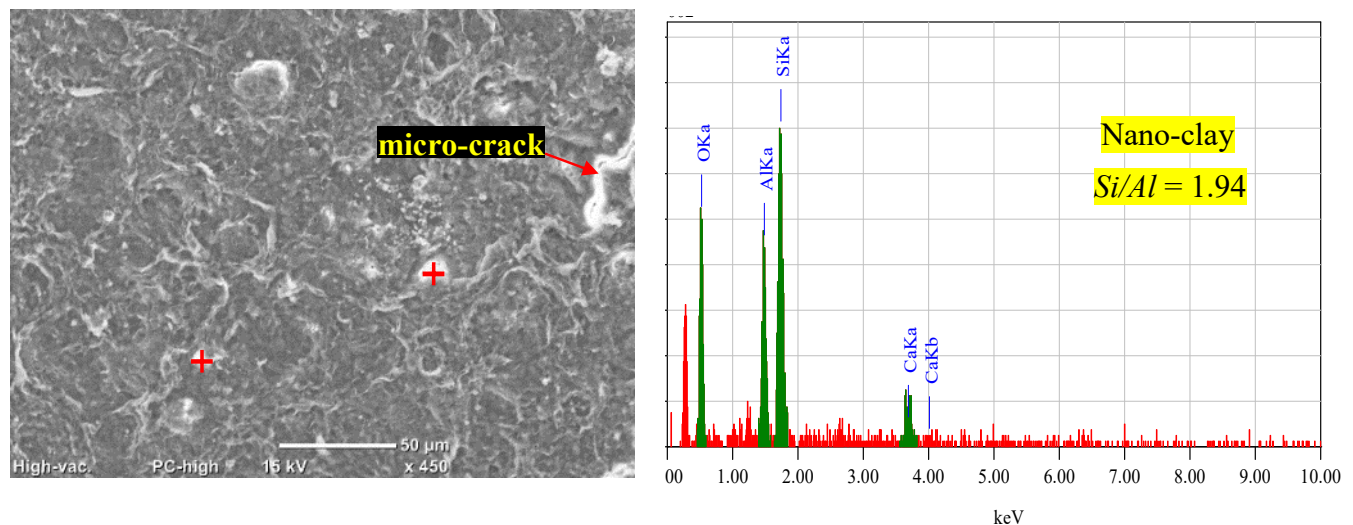 micro-crack
50 µm
High-vac. PC-high 15 kV x 450
OKa
AlKa
SiKa
CaKa
CaKb
Nano-clay
Si/Al = 1.94
00 1.00 2.00 3.00 4.00 5.00 6.00 7.00 8.00 9.00 10.00
keV